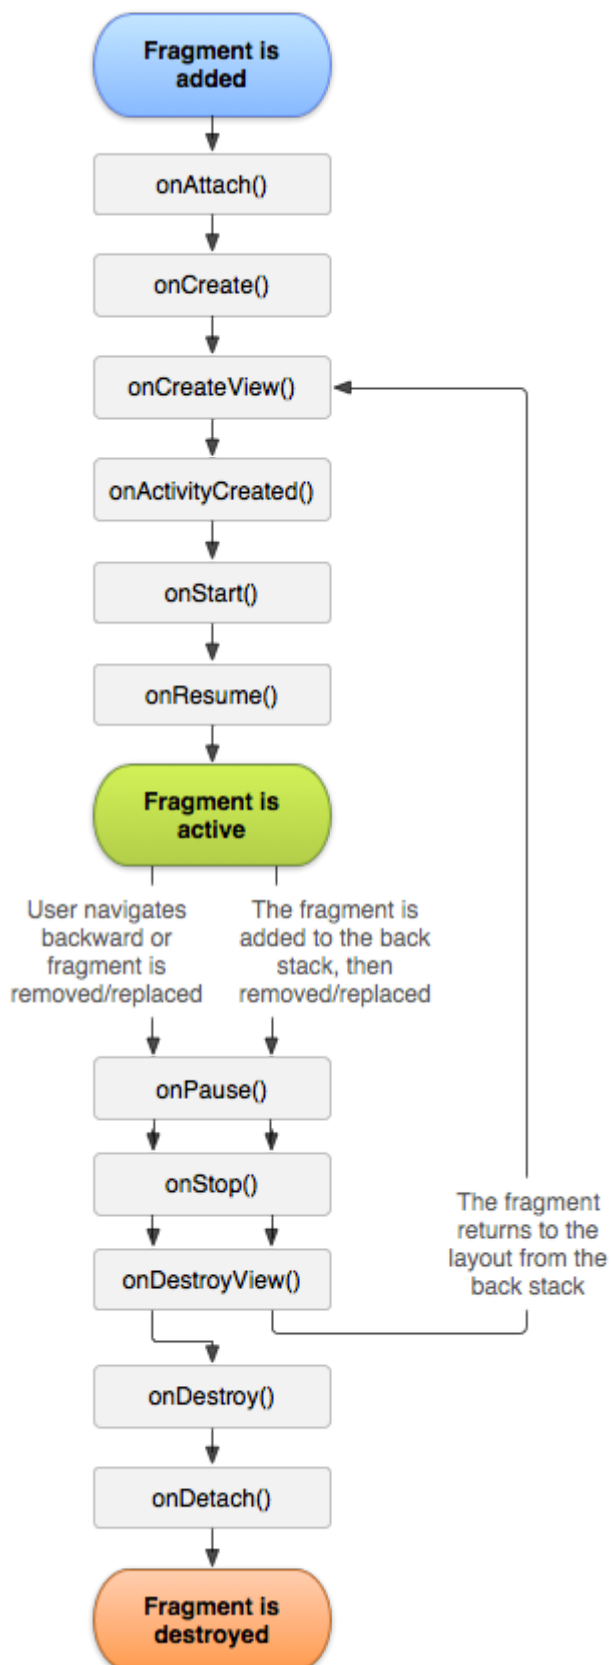 Fragment is
added
onAttach()
onCreate()
onCreateView()
onActivityCreated()
onStart()
onResume()
Fragment is
active
User navigates
backward or
fragment is
removed/replaced
The fragment is
added to the back
stack, then
removed/replaced
onPause()
onStop()
onDestroyView()
The fragment
returns to the
layout from the
back stack
onDestroy()
onDetach()
Fragment is
destroyed